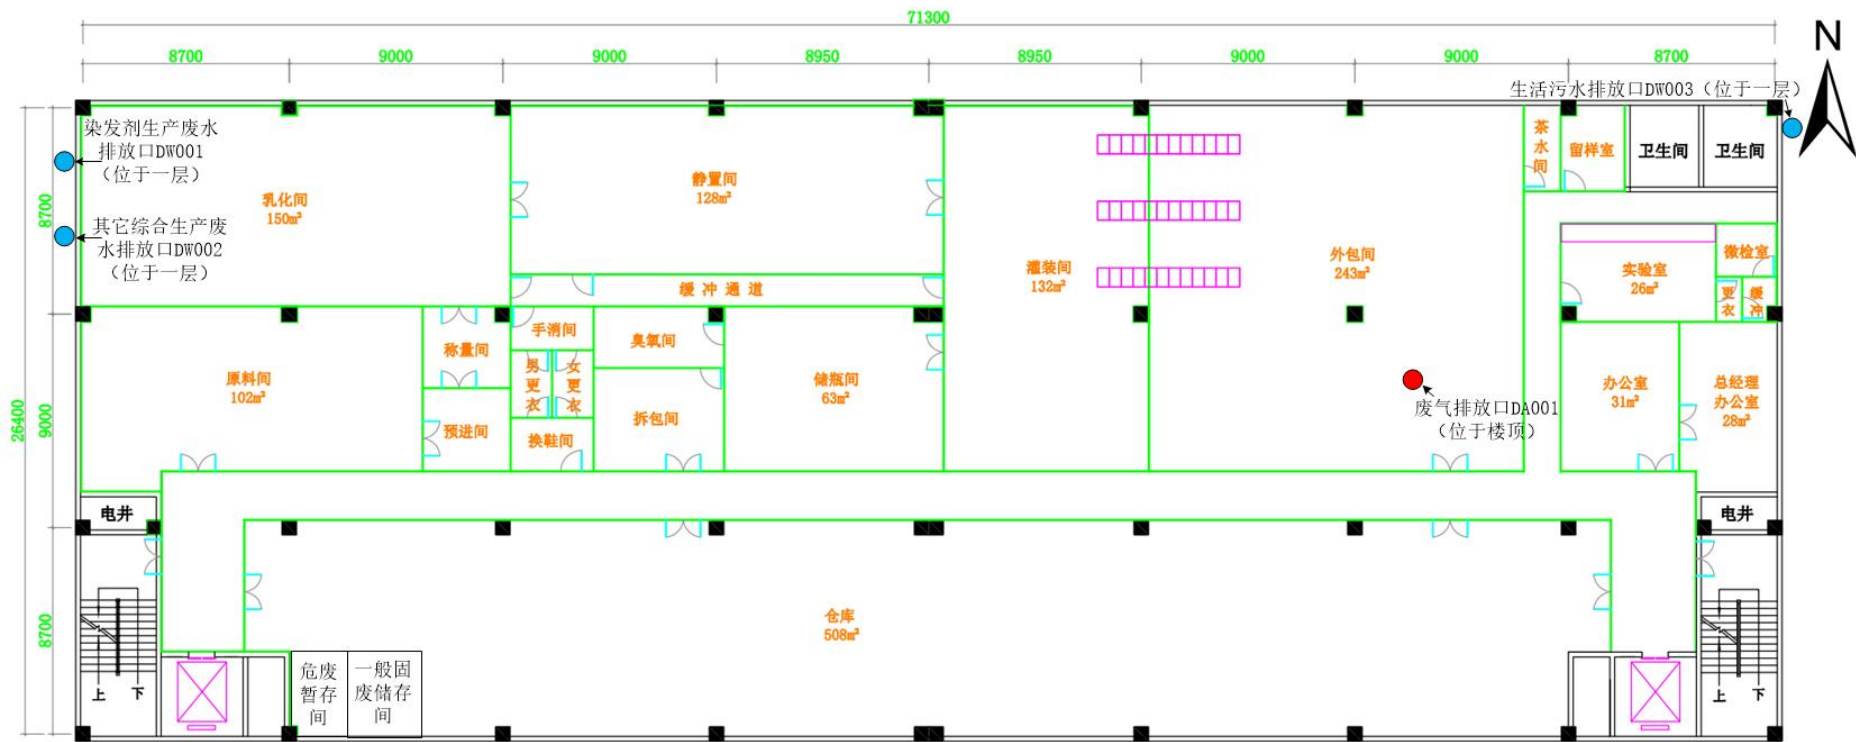 71300
8700
9000
9000
8950
8950
9000
9000
8700
N
生活污水排放口DW003（位于一层）
染发剂生产废水
排放口DW001
（位于一层）
其它综合生产废
水排放口DW002
（位于一层）
26400
8700
9000
8700
乳化间
150m²
静置间
128m²
缓冲通道
灌装间
132m²
外包间
243m²
茶
水
间
留样室
卫生间
卫生间
微检室
实验室
26m²
更
衣
缓
冲
原料间
102m²
称量间
预进间
手消间
男
更
衣
女
更
衣
换鞋间
臭氧间
拆包间
储瓶间
63m²
废气排放口DA001
（位于楼顶）
办公室
31m²
总经理
办公室
28m²
电井
电井
仓库
508m²
上
下
危废
暂存
间
一般固
废储存
间
上
下